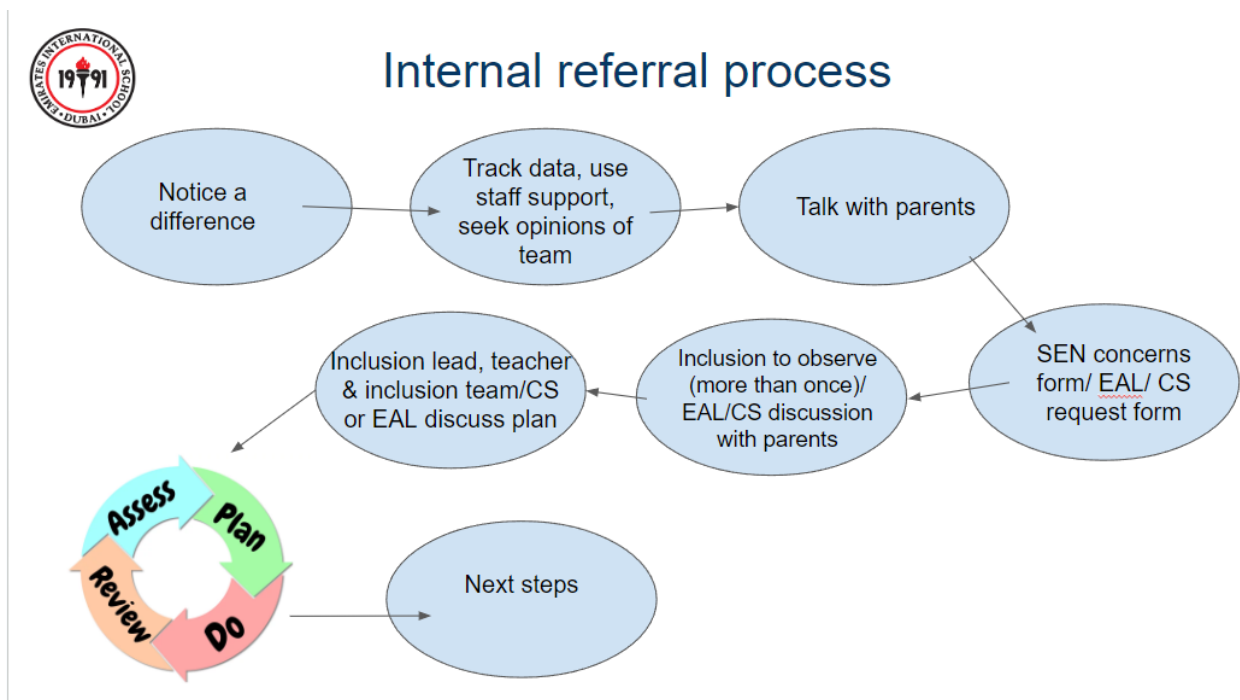 EMIRATES INTERNATIONAL SCHOOL
19 91
• DUBAI •
Internal referral process
Notice a
difference
Track data, use
staff support,
seek opinions of
team
Talk with parents
SEN concerns
form/ EAL/ CS
request form
Inclusion to observe
(more than once)/
EAL/CS discussion
with parents
Inclusion lead, teacher
& inclusion team/CS
or EAL discuss plan
Assess
Plan
Do
Review
Next steps